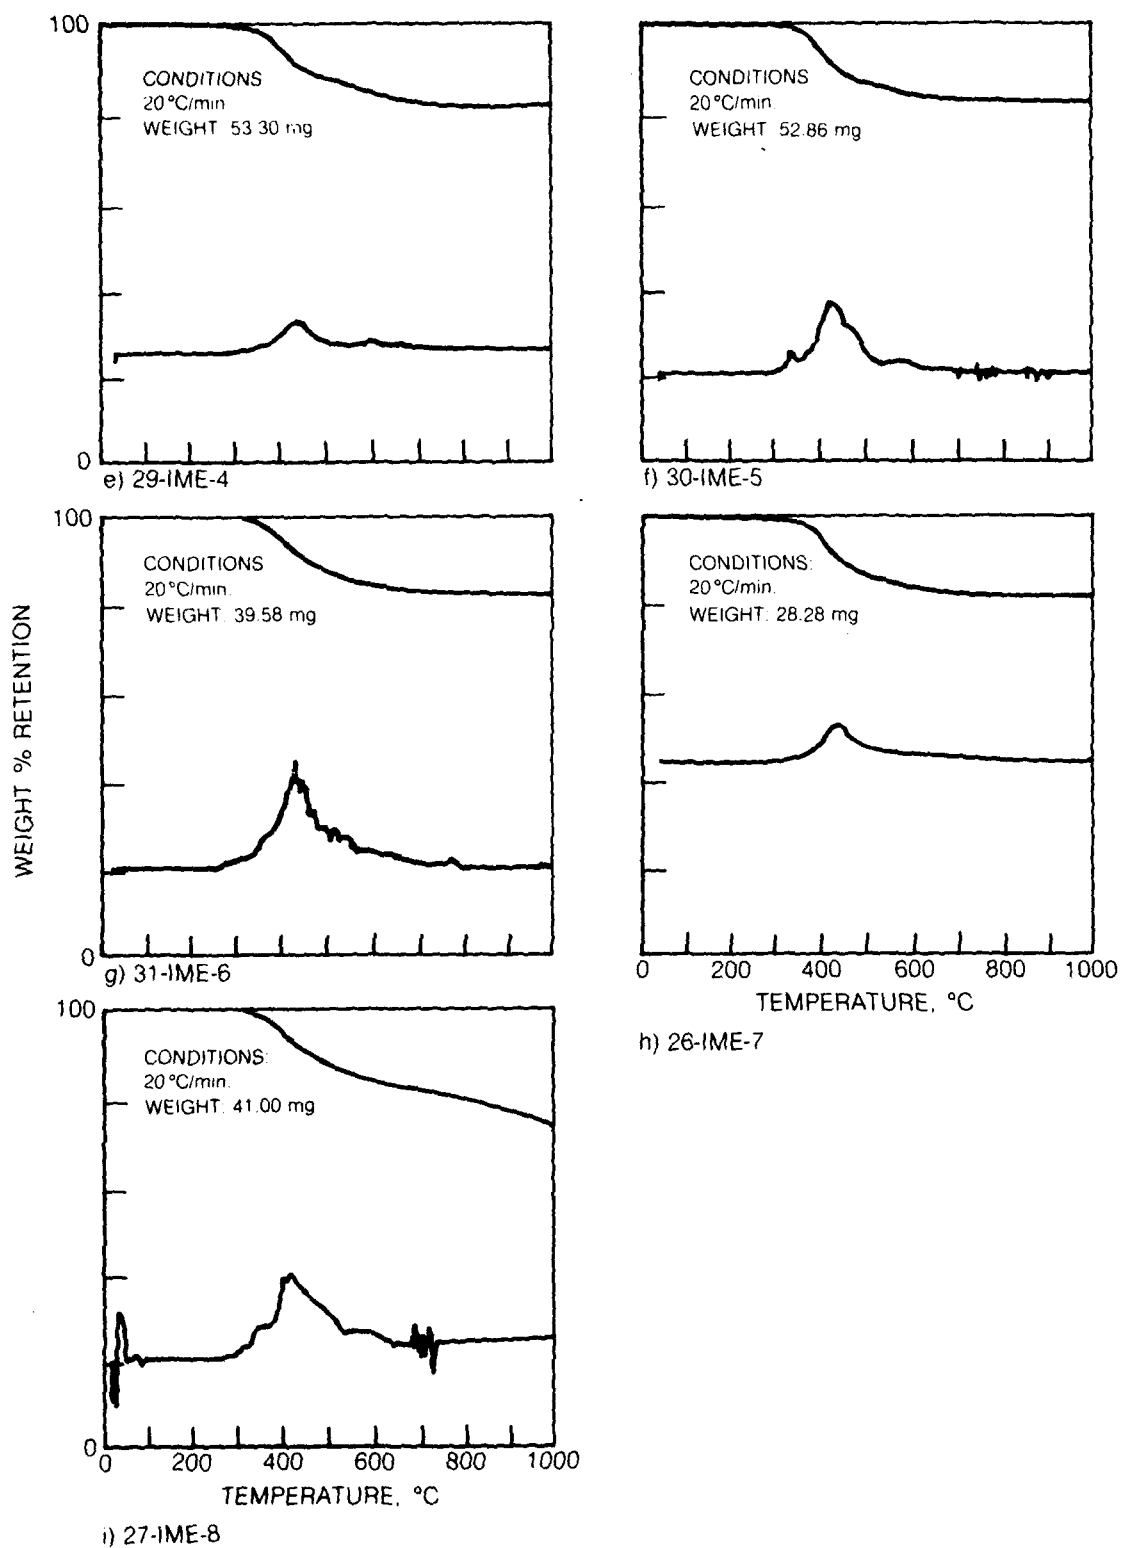 100
CONDITIONS
20°C/min
WEIGHT 53.30 mg
0
e) 29-IME-4
CONDITIONS
20°C/min.
WEIGHT: 52.86 mg
f) 30-IME-5
WEIGHT % RETENTION
100
CONDITIONS
20°C/min.
WEIGHT: 39.58 mg
0
g) 31-IME-6
CONDITIONS:
20°C/min.
WEIGHT: 28.28 mg
0 200 400 600 800 1000
TEMPERATURE, °C
h) 26-IME-7
100
CONDITIONS:
20°C/min.
WEIGHT: 41.00 mg
0
0 200 400 600 800 1000
TEMPERATURE, °C
i) 27-IME-8